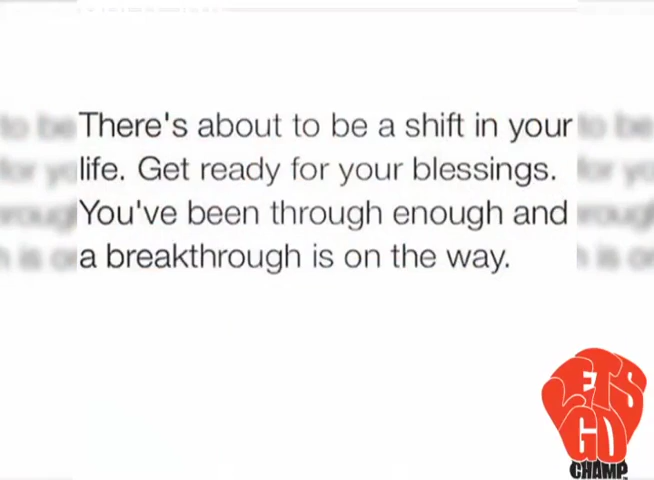 There's about to be a shift in your
life. Get ready for your blessings.
You've been through enough and
a breakthrough is on the way.
LETS
GO
CHAMP